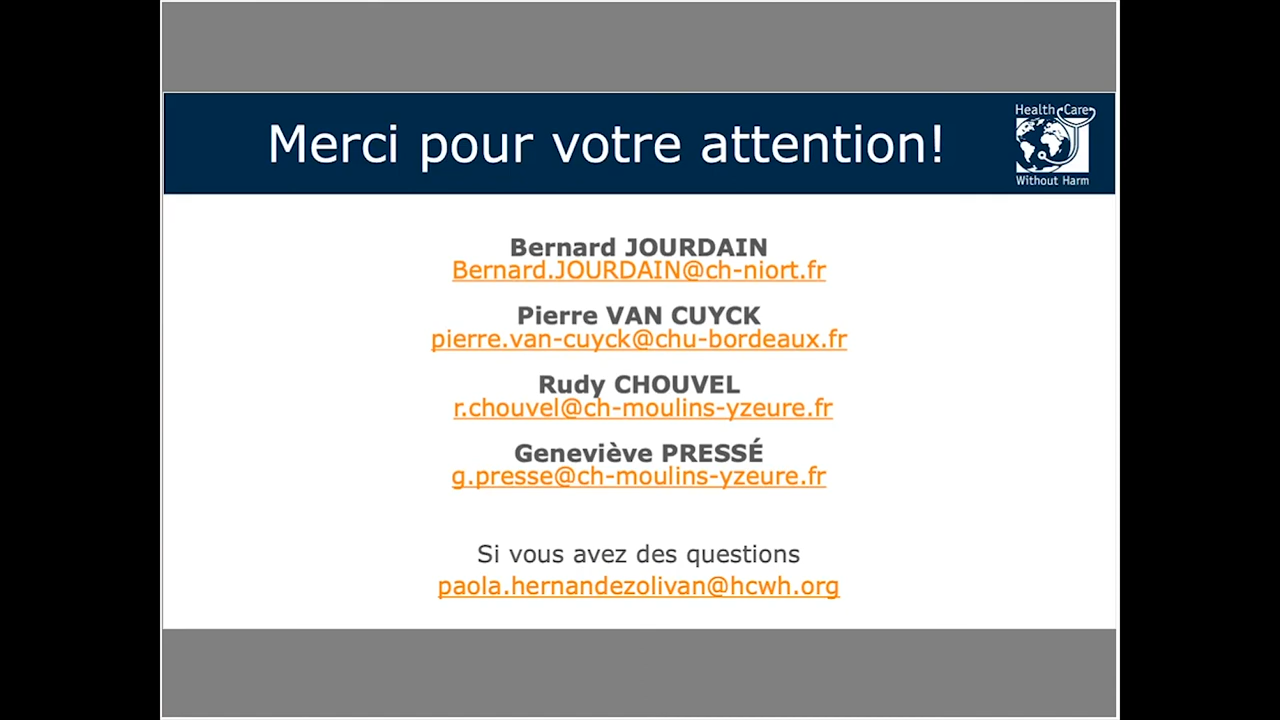 Merci pour votre attention!
Health Care
Without Harm
Bernard JOURDAIN
Bernard.JOURDAIN@ch-niort.fr
Pierre VAN CUYCK
pierre.van-cuyck@chu-bordeaux.fr
Rudy CHOUVEL
r.chouvel@ch-moulins-yzeure.fr
Geneviève PRESSÉ
g.presse@ch-moulins-yzeure.fr
Si vous avez des questions
paola.hernandezolivan@hcwh.org